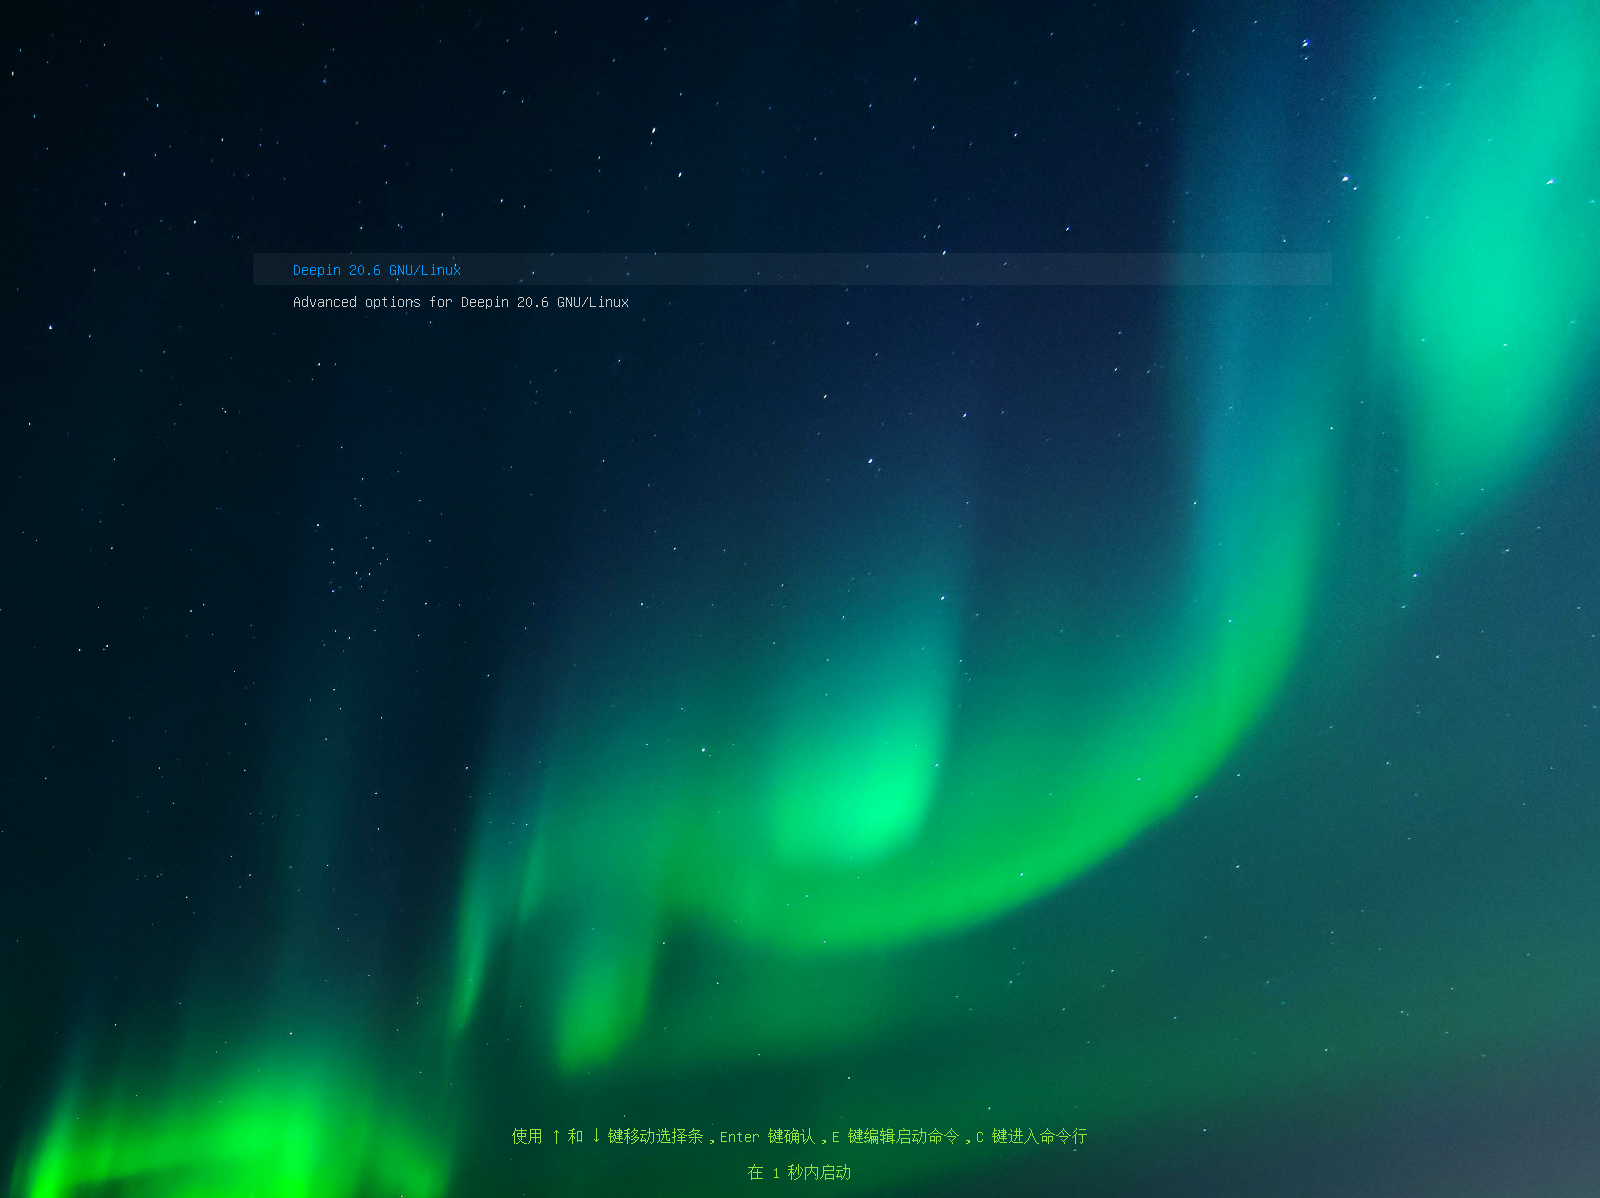 Deepin 20.6 GNU/Linux
Advanced options for Deepin 20.6 GNU/Linux
使用 ↑ 和 ↓ 键移动选择条,Enter 键确认,E 键编辑启动命令,C 键进入命令行
在 1 秒内启动